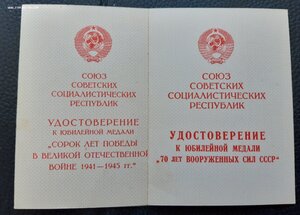 СОЮЗ
СОВЕТСКИХ
СОЦИАЛИСТИЧЕСКИХ
РЕСПУБЛИК
УДОСТОВЕРЕНИЕ
К ЮБИЛЕЙНОЙ МЕДАЛИ
"СОРОК ЛЕТ ПОБЕДЫ
В ВЕЛИКОЙ ОТЕЧЕСТВЕННОЙ
ВОЙНЕ 1941—1945 гг."
СОЮЗ
СОВЕТСКИХ
СОЦИАЛИСТИЧЕСКИХ
РЕСПУБЛИК
УДОСТОВЕРЕНИЕ
К ЮБИЛЕЙНОЙ МЕДАЛИ
"70 ЛЕТ ВООРУЖЕННЫХ СИЛ СССР"